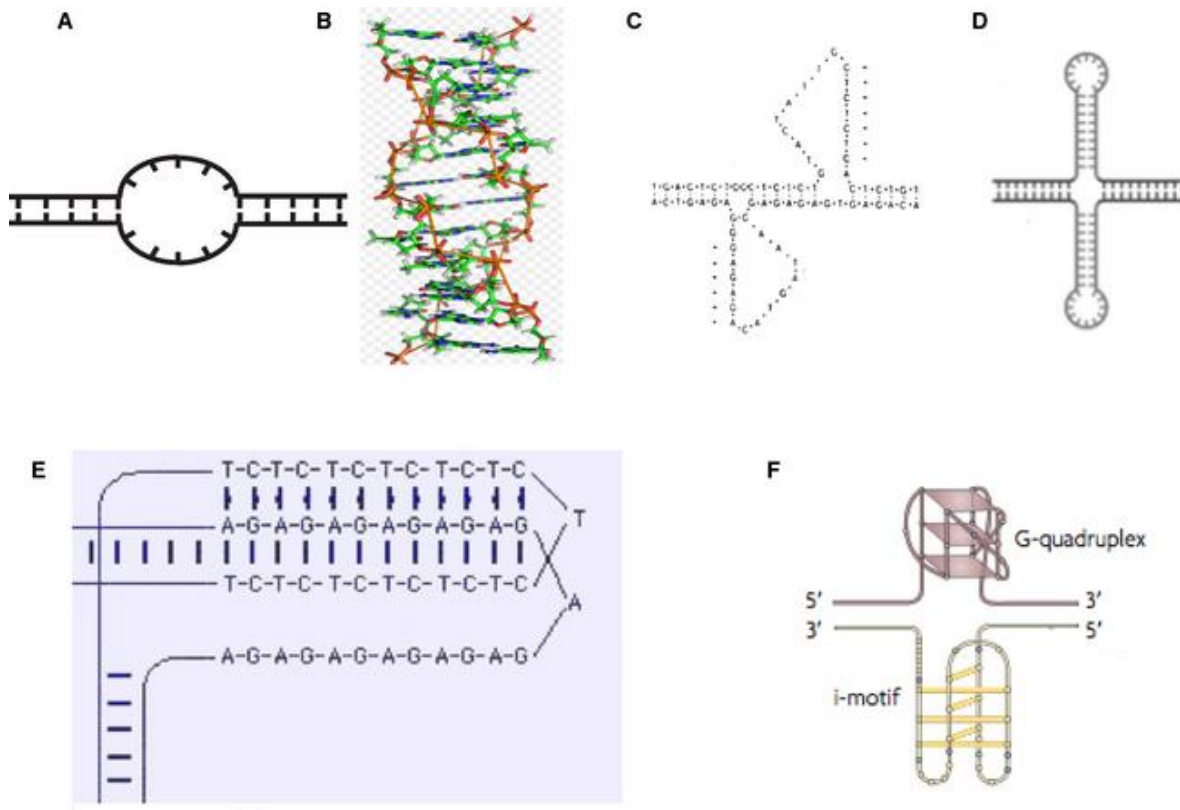 A
B
C
D
G
T·G·A·C·T·C·T C·T·C·T·C·T C·T·C·T·G·T
A·C·T·G·A·G·A G·A·G·A·G·A·G·T·G·A·G·A·C·A
E
T-C-T-C-T-C-T-C-T-C-T-C
T
A-G-A-G-A-G-A-G-A-G-A-G
T-C-T-C-T-C-T-C-T-C-T-C
A
A-G-A-G-A-G-A-G-A-G-A-G
F
G-quadruplex
5′ 3′
3′ 5′
i-motif